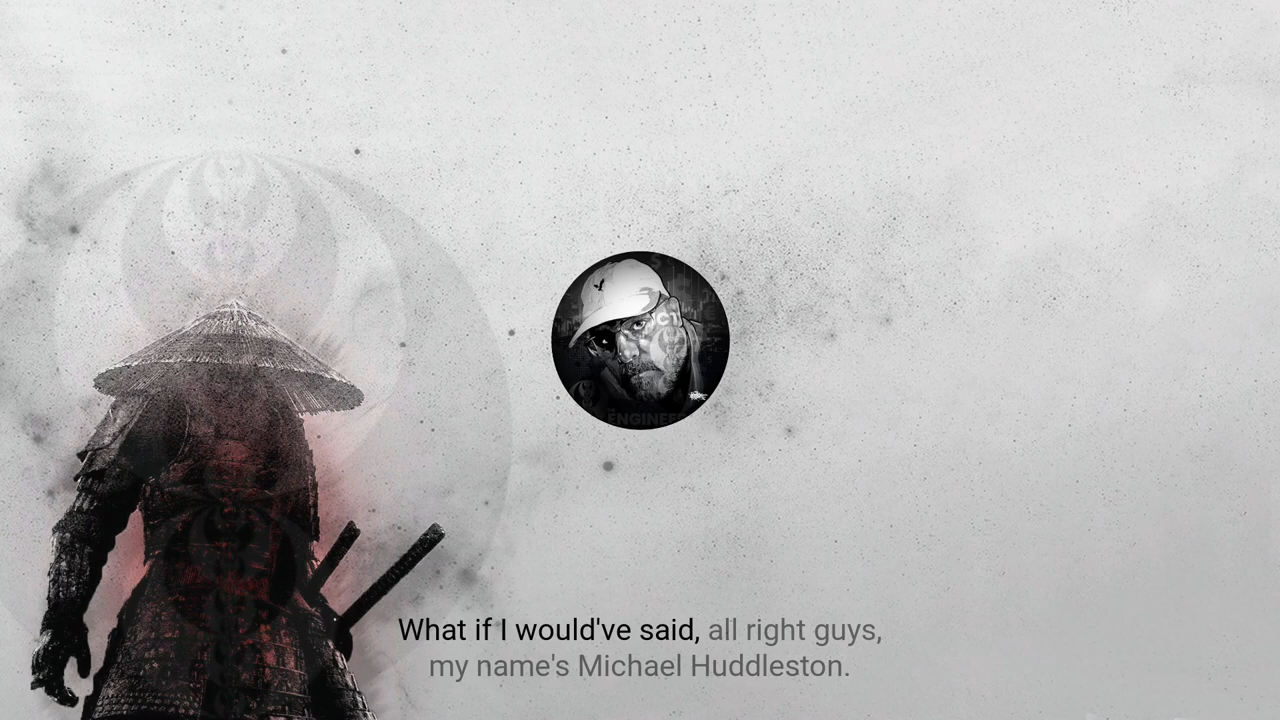 What if I would've said, all right guys,
my name's Michael Huddleston.